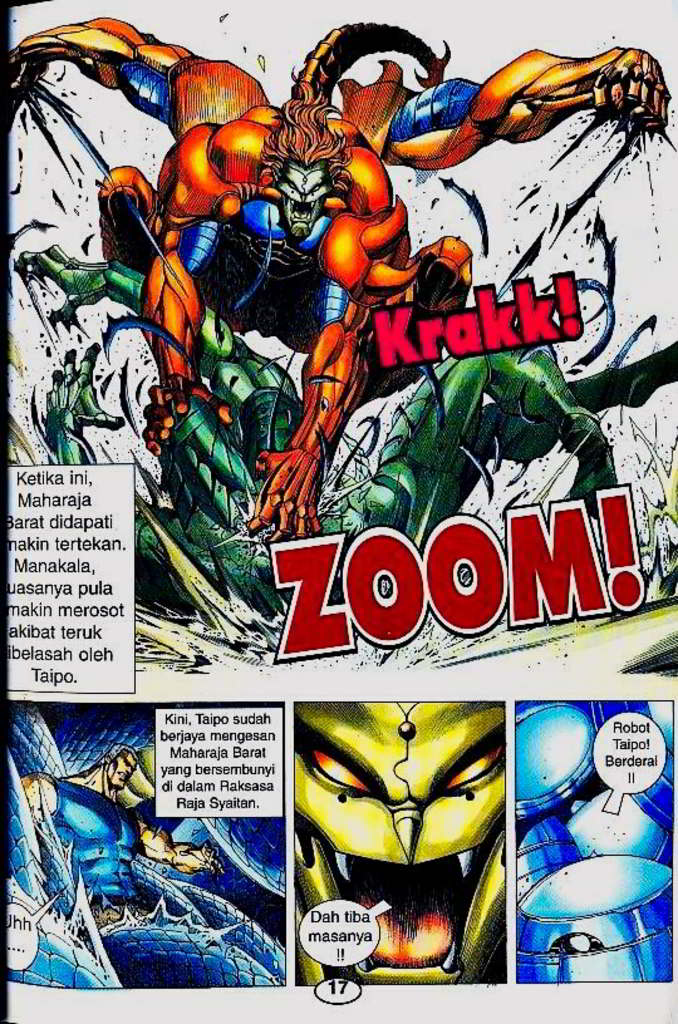 Krakk!
Ketika ini,
Maharaja
Barat didapati
makin tertekan.
Manakala,
pula
makin merosot
akibat teruk
oleh
Taipo.
ZOOM!
Kini, Taipo sudah
berjaya mengesan
Maharaja Barat
yang bersembunyi
di dalam Raksasa
Raja Syaitan.
Uhh
....
Dah tiba
masanya
!!
Robot
Taipo!
Berderai
!!
17